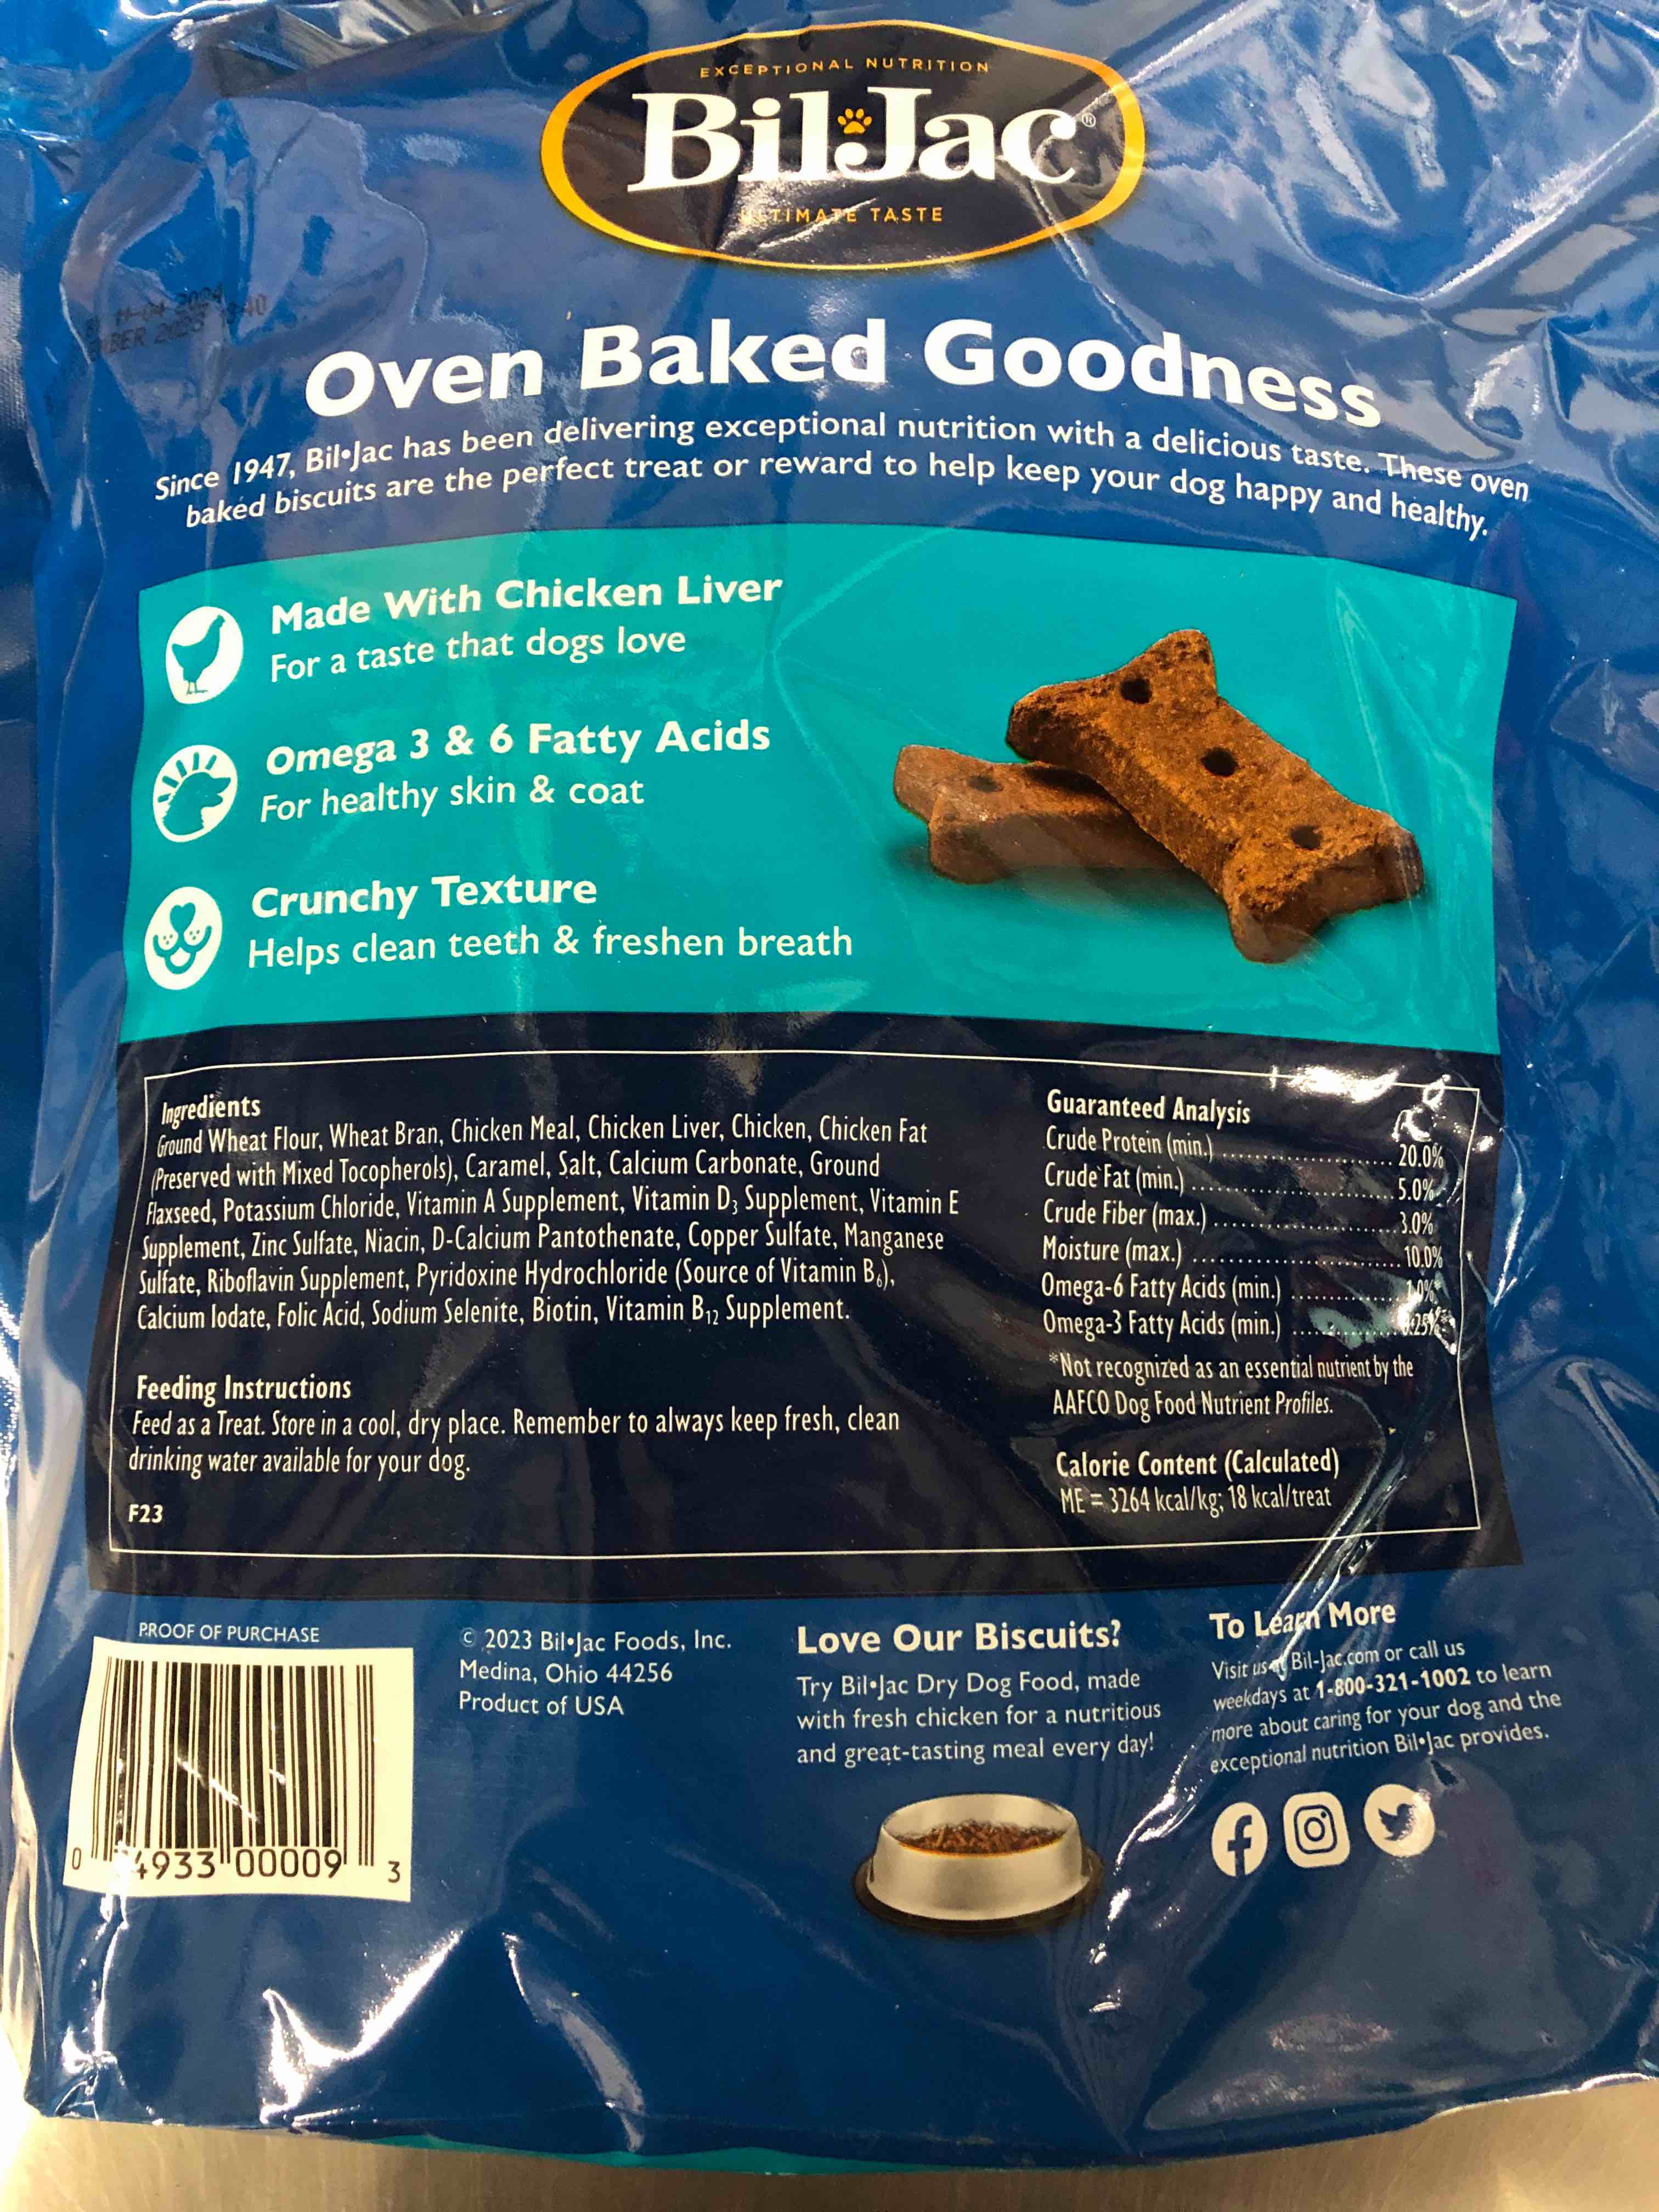 EXCEPTIONAL NUTRITION
Bil Jac®
ULTIMATE TASTE
11-04 2024
Oven Baked Goodness
Since 1947, Bil•Jac has been delivering exceptional nutrition with a delicious taste. These oven
baked biscuits are the perfect treat or reward to help keep your dog happy and healthy.
Made With Chicken Liver
For a taste that dogs love
Omega 3 & 6 Fatty Acids
For healthy skin & coat
Crunchy Texture
Helps clean teeth & freshen breath
Ingredients
Ground Wheat Flour, Wheat Bran, Chicken Meal, Chicken Liver, Chicken, Chicken Fat
(Preserved with Mixed Tocopherols), Caramel, Salt, Calcium Carbonate, Ground
Flaxseed, Potassium Chloride, Vitamin A Supplement, Vitamin D₃ Supplement, Vitamin E
Supplement, Zinc Sulfate, Niacin, D-Calcium Pantothenate, Copper Sulfate, Manganese
Sulfate, Riboflavin Supplement, Pyridoxine Hydrochloride (Source of Vitamin B₆),
Calcium Iodate, Folic Acid, Sodium Selenite, Biotin, Vitamin B₁₂ Supplement.
Feeding Instructions
Feed as a Treat. Store in a cool, dry place. Remember to always keep fresh, clean
drinking water available for your dog.
F23
Guaranteed Analysis
Crude Protein (min.) ........ 20.0%
Crude Fat (min.) ........ 5.0%
Crude Fiber (max.) ........ 3.0%
Moisture (max.) ........ 10.0%
Omega-6 Fatty Acids (min.) ........ 1.0%*
Omega-3 Fatty Acids (min.) ........
*Not recognized as an essential nutrient by the
AAFCO Dog Food Nutrient Profiles.
Calorie Content (Calculated)
ME = 3264 kcal/kg; 18 kcal/treat
PROOF OF PURCHASE
0 4933 00009 3
© 2023 Bil•Jac Foods, Inc.
Medina, Ohio 44256
Product of USA
Love Our Biscuits?
Try Bil•Jac Dry Dog Food, made
with fresh chicken for a nutritious
and great-tasting meal every day!
To Learn More
Visit us at Bil-Jac.com or call us
weekdays at 1-800-321-1002 to learn
more about caring for your dog and the
exceptional nutrition Bil•Jac provides.